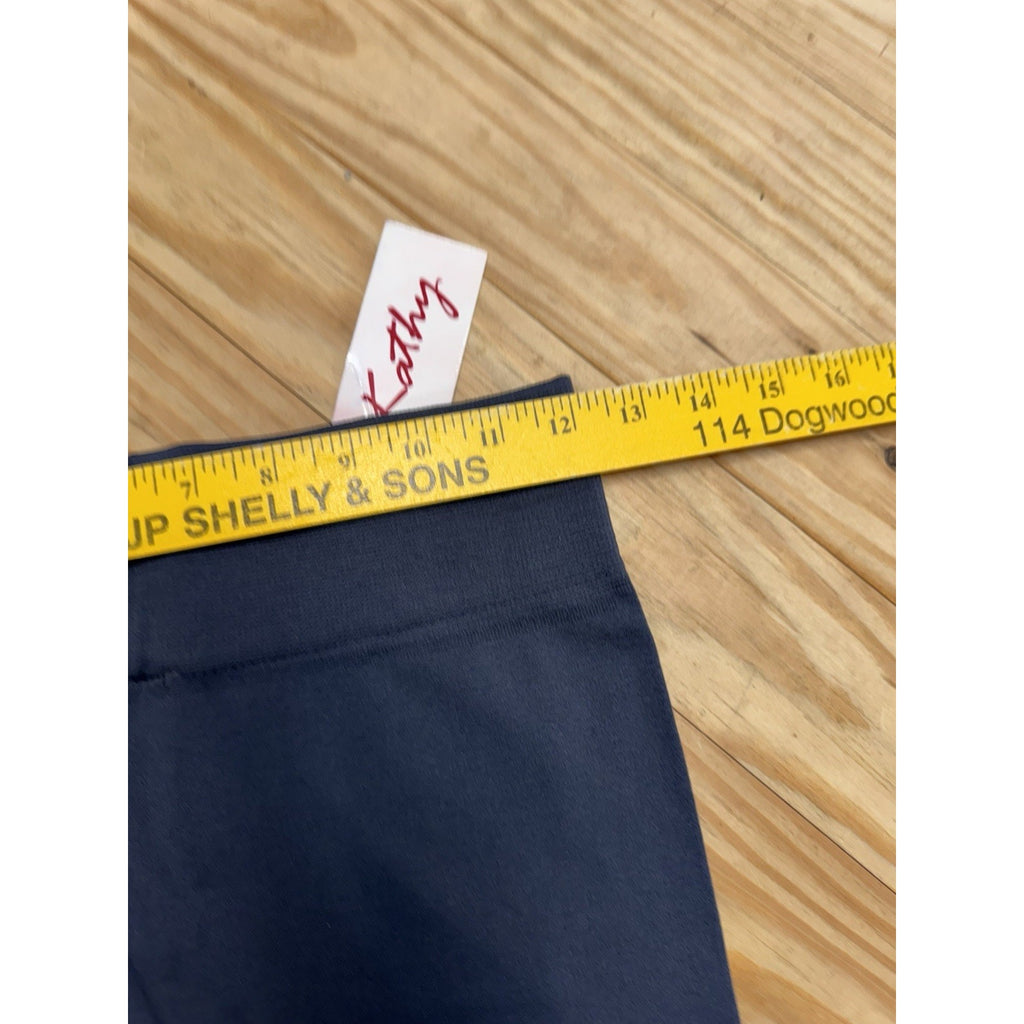 Kathy
7 8 9 10 11 12 13 14 15 16
UP SHELLY & SONS 114 Dogwood